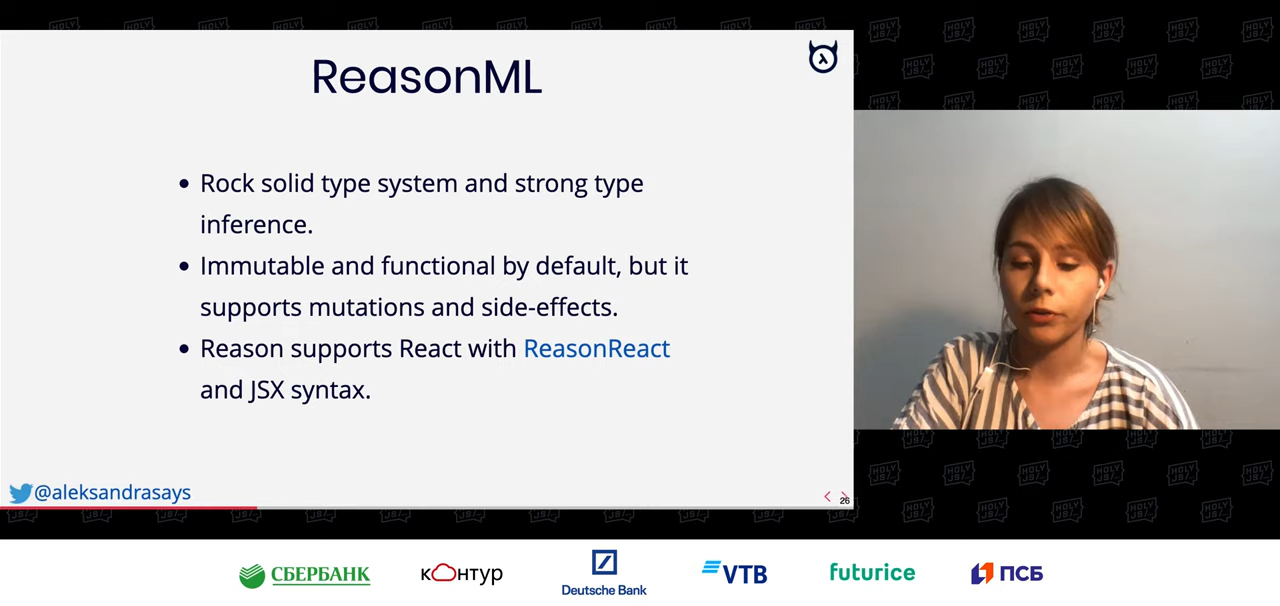 ReasonML
Rock solid type system and strong type
inference.
Immutable and functional by default, but it
supports mutations and side-effects.
Reason supports React with ReasonReact
and JSX syntax.
@aleksandrasays
26
HOLY
JS/
СБЕРБАНК
КОНТУР
Deutsche Bank
VTB
futurice
ПСБ